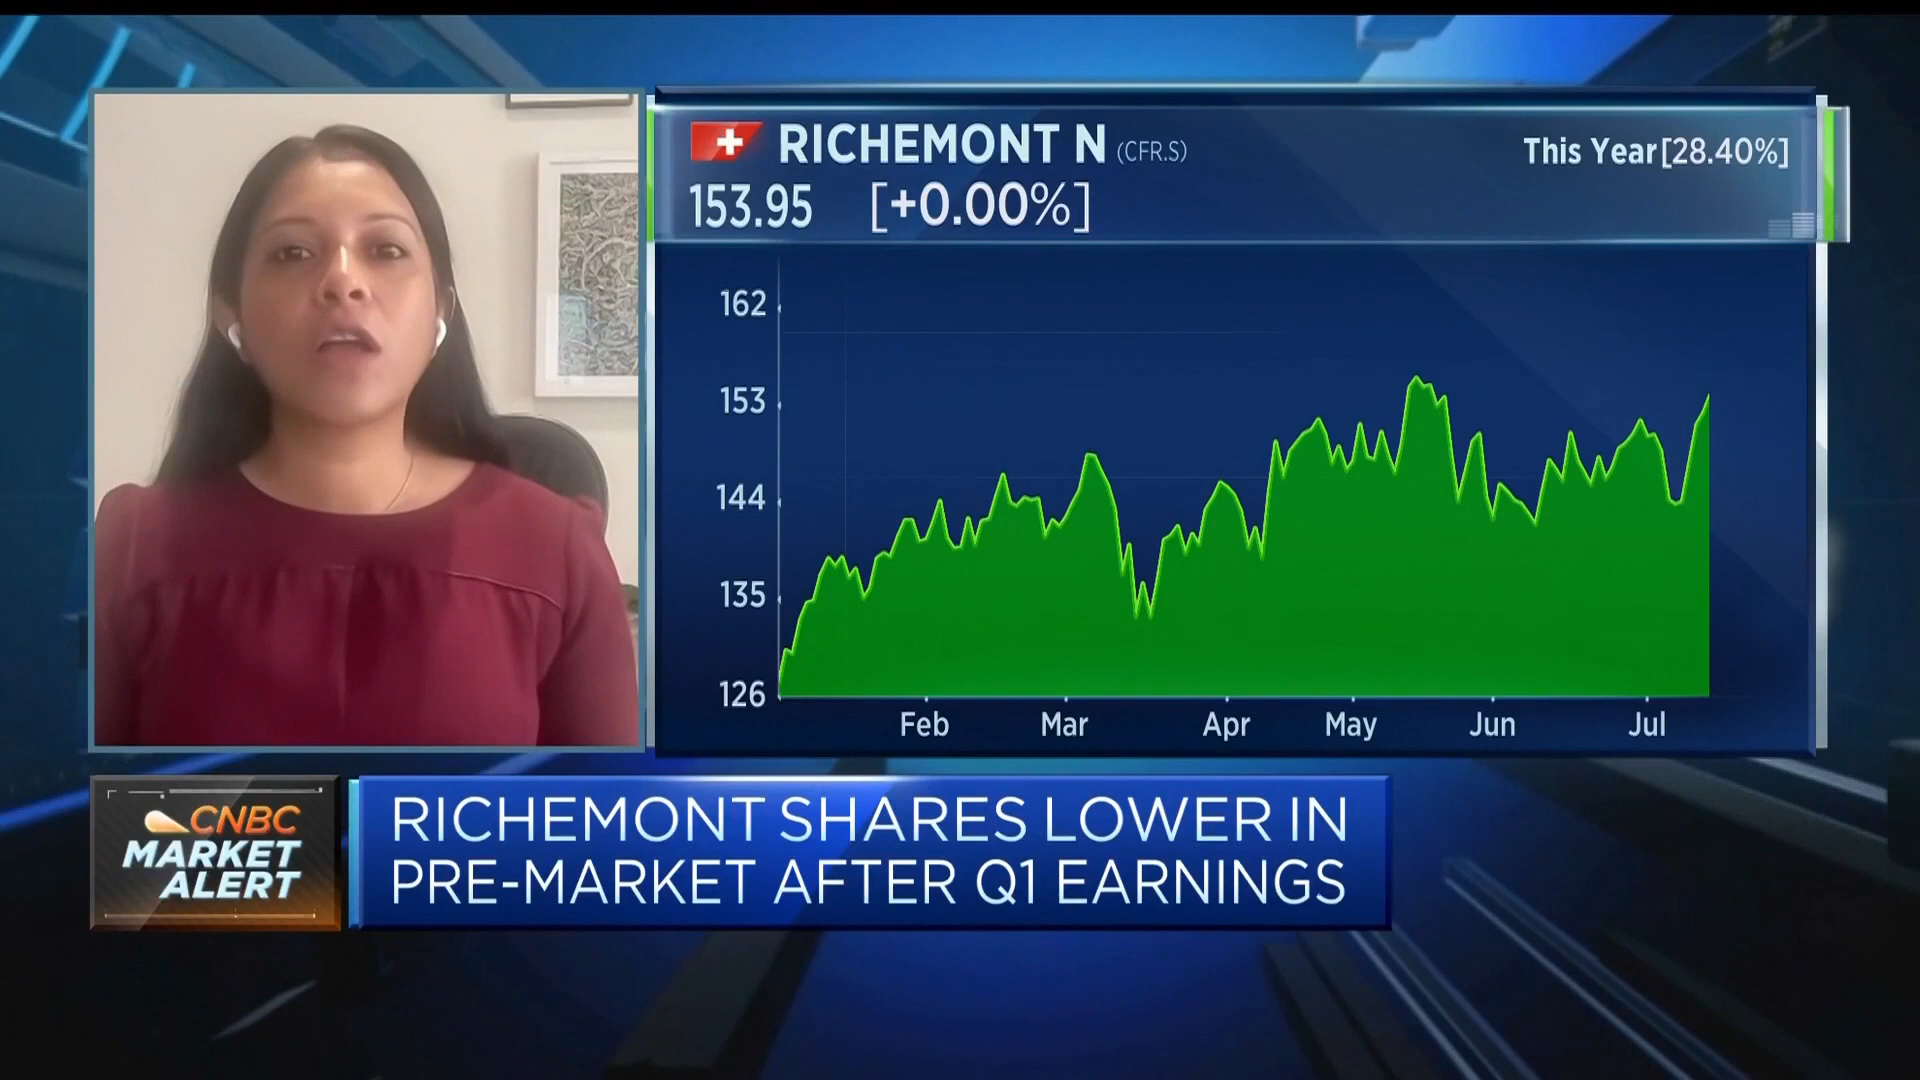 RICHEMONT N (CFR.S)
This Year[28.40%]
153.95 [+0.00%]
162
153
144
135
126
Feb Mar Apr May Jun Jul
CNBC
MARKET
ALERT
RICHEMONT SHARES LOWER IN
PRE-MARKET AFTER Q1 EARNINGS